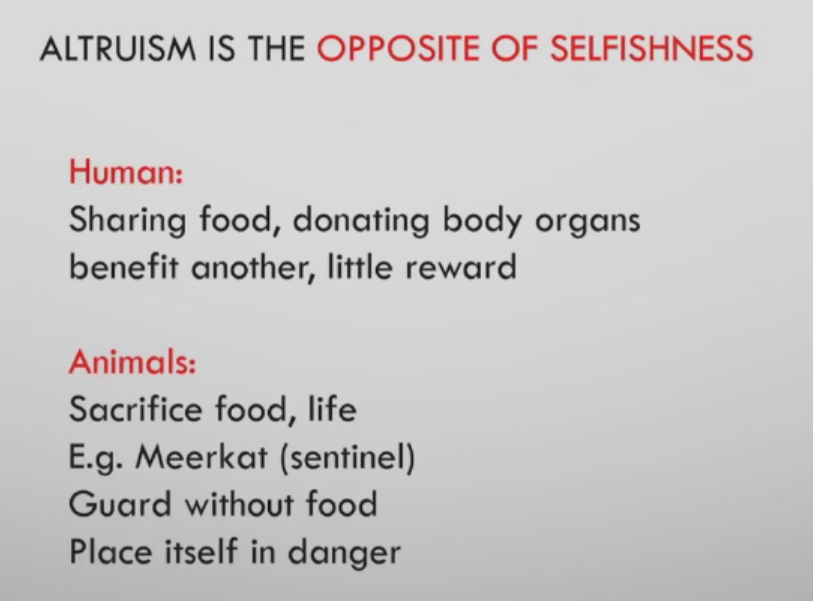 ALTRUISM IS THE OPPOSITE OF SELFISHNESS
Human:
Sharing food, donating body organs
benefit another, little reward
Animals:
Sacrifice food, life
E.g. Meerkat (sentinel)
Guard without food
Place itself in danger